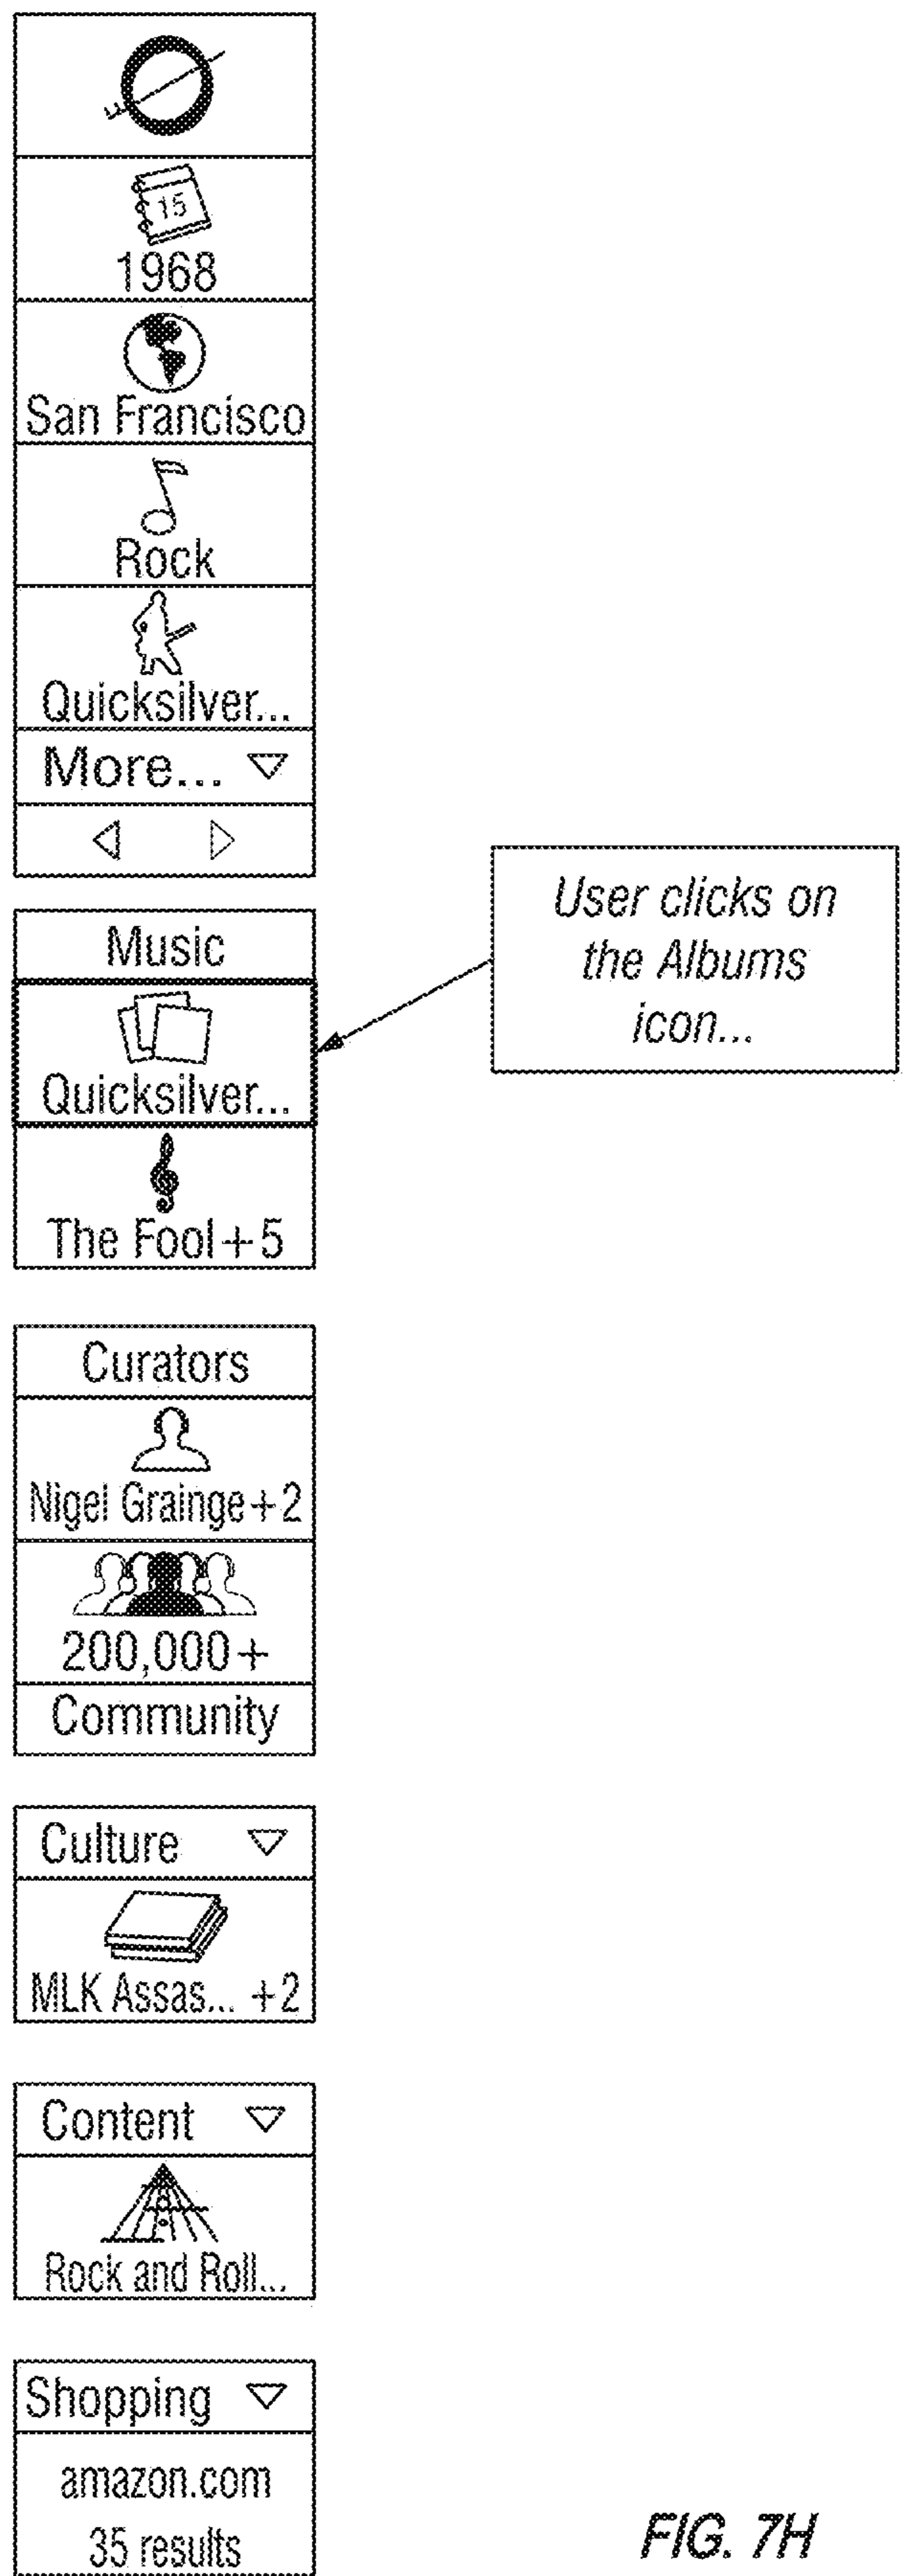 15
1968
San Francisco
Rock
Quicksilver...
More...
Music
Quicksilver...
The Fool+5
User clicks on
the Albums
icon...
Curators
Nigel Grainge+2
200,000+
Community
Culture
MLK Assas... +2
Content
Rock and Roll...
Shopping
amazon.com
35 results
FIG. 7H